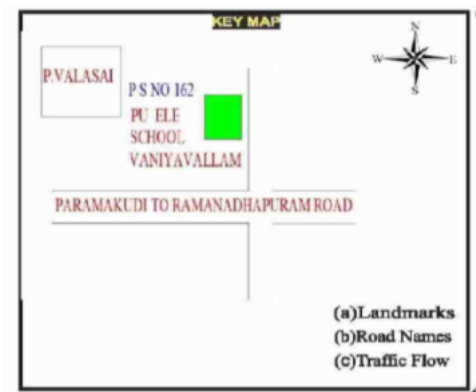 KEY MAP
N
W E
S
P.VALASAI
P S NO 162
PU ELE
SCHOOL
VANIYAVALLAM
PARAMAKUDI TO RAMANADHAPURAM ROAD
(a)Landmarks
(b)Road Names
(c)Traffic Flow